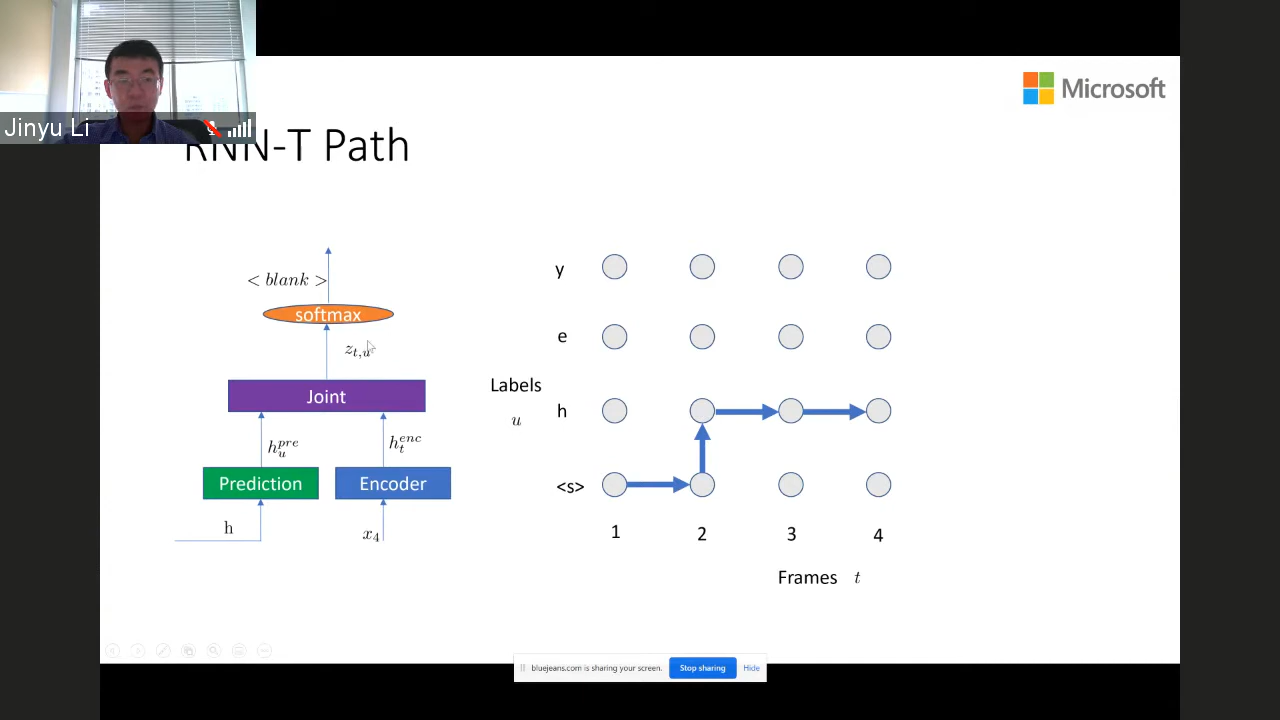 Jinyu Li
Microsoft
RNN-T Path
< blank >
softmax
z_{t,u}
Joint
h_u^{pre}
h_t^{enc}
Prediction
Encoder
h
x_4
y
e
Labels
u
h
<s>
1 2 3 4
Frames t
bluejeans.com is sharing your screen. Stop sharing Hide